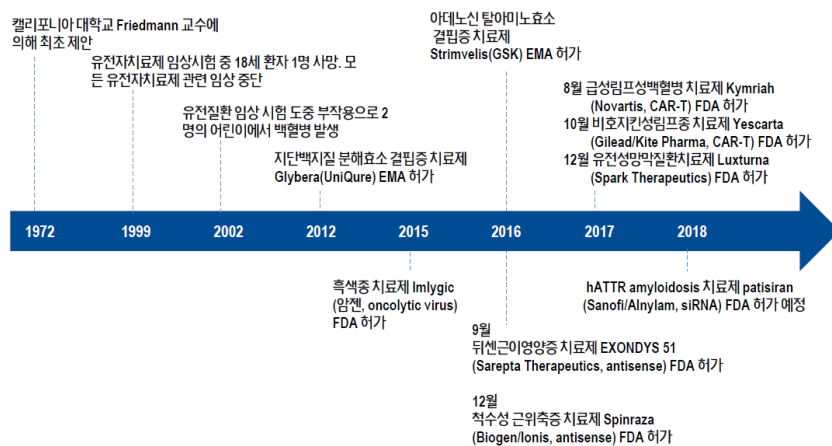 캘리포니아 대학교 Friedmann 교수에
의해 최초 제안
유전자치료제 임상시험 중 18세 환자 1명 사망. 모
든 유전자치료제 관련 임상 중단
유전질환 임상 시험 도중 부작용으로 2
명의 어린이에서 백혈병 발생
지단백지질 분해효소 결핍증 치료제
Glybera(UniQure) EMA 허가
아데노신 탈아미노효소
결핍증 치료제
Strimvelis(GSK) EMA 허가
8월 급성림프성백혈병 치료제 Kymriah
(Novartis, CAR-T) FDA 허가
10월 비호지킨성림프종 치료제 Yescarta
(Gilead/Kite Pharma, CAR-T) FDA 허가
12월 유전성망막질환치료제 Luxturna
(Spark Therapeutics) FDA 허가
1972 1999 2002 2012 2015 2016 2017 2018
흑색종 치료제 Imlygic
(암젠, oncolytic virus)
FDA 허가
9월
뒤센근이영양증 치료제 EXONDYS 51
(Sarepta Therapeutics, antisense) FDA 허가
12월
척수성 근위축증 치료제 Spinraza
(Biogen/Ionis, antisense) FDA 허가
hATTR amyloidosis 치료제 patisiran
(Sanofi/Alnylam, siRNA) FDA 허가 예정